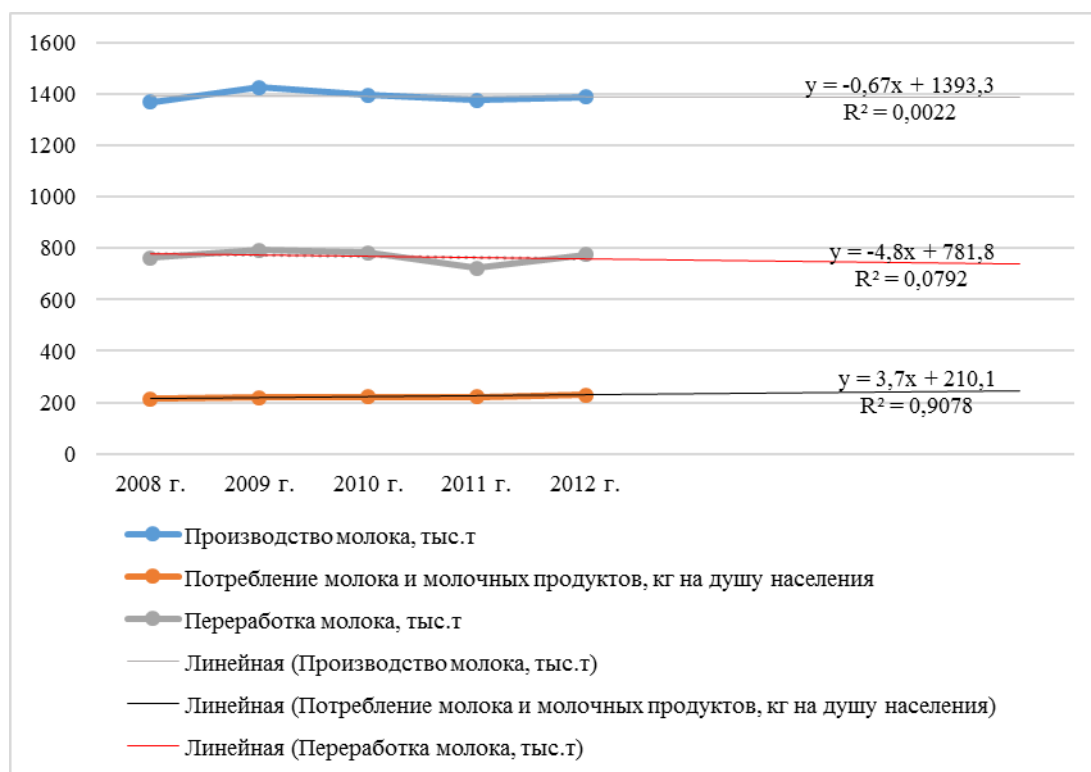 1600
1400
1200
1000
800
600
400
200
0
y = -0,67x + 1393,3
R² = 0,0022
y = -4,8x + 781,8
R² = 0,0792
y = 3,7x + 210,1
R² = 0,9078
2008 г. 2009 г. 2010 г. 2011 г. 2012 г.
Производство молока, тыс.т
Потребление молока и молочных продуктов, кг на душу населения
Переработка молока, тыс.т
Линейная (Производство молока, тыс.т)
Линейная (Потребление молока и молочных продуктов, кг на душу населения)
Линейная (Переработка молока, тыс.т)